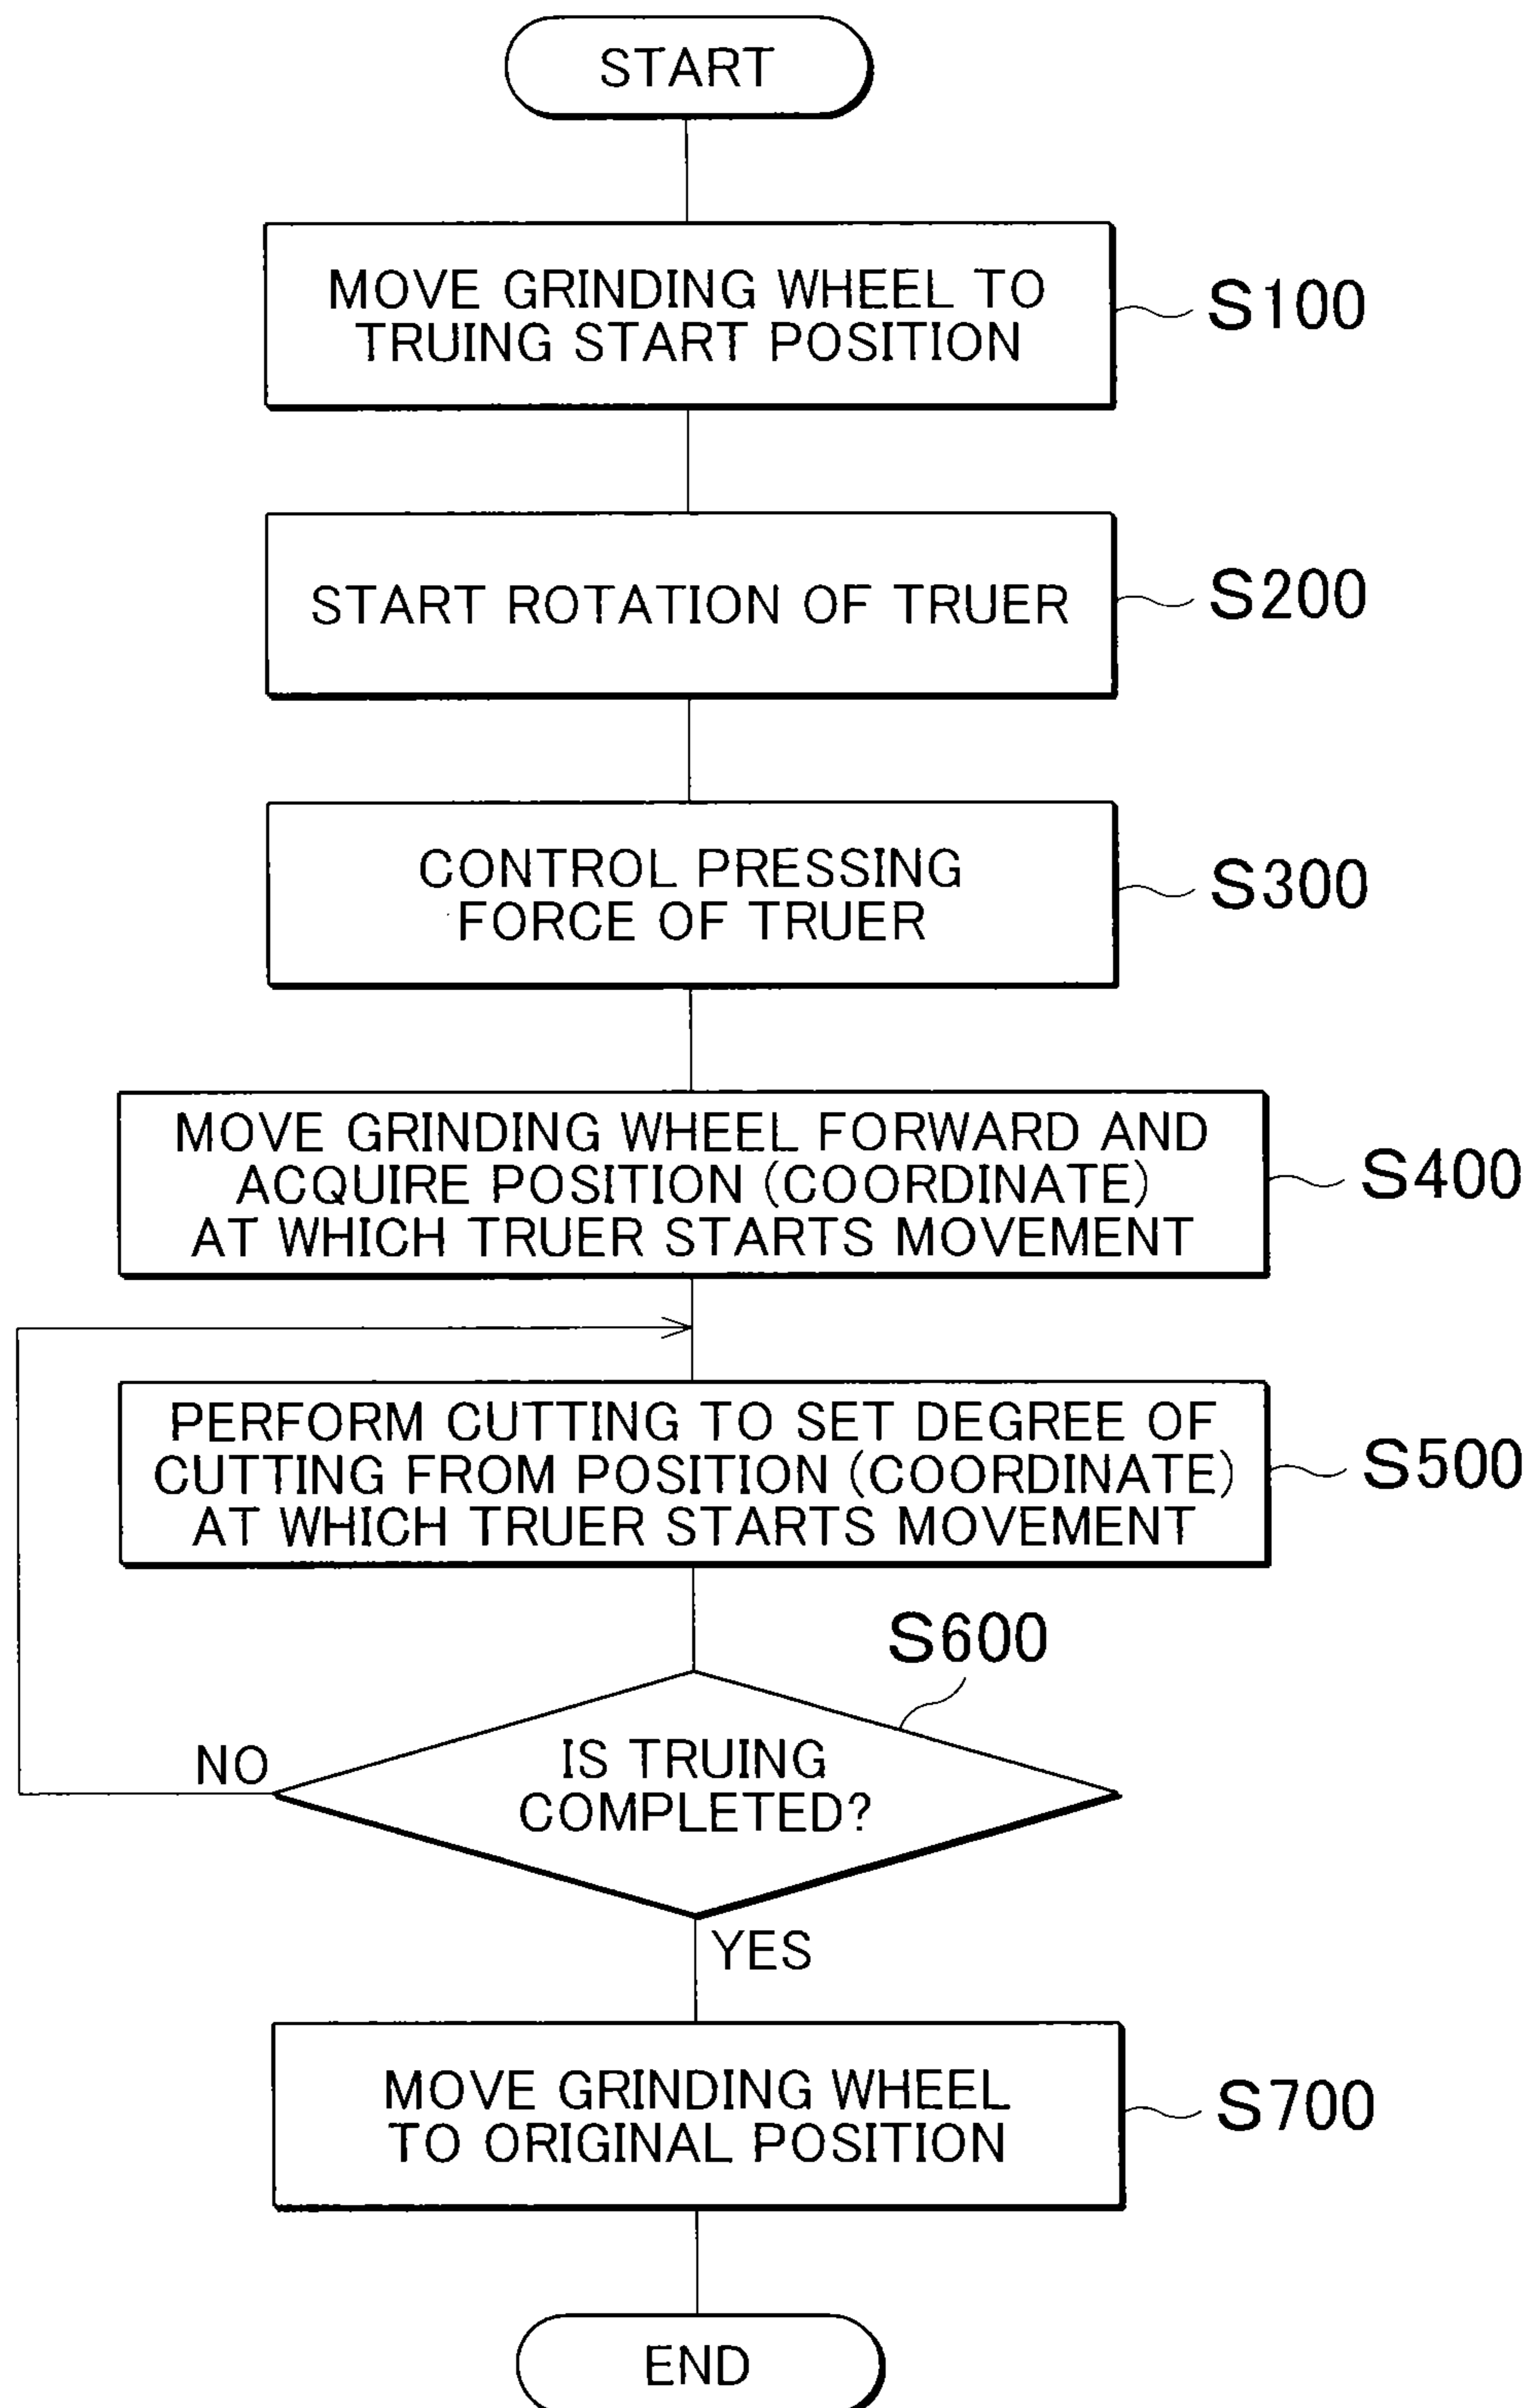 START
MOVE GRINDING WHEEL TO
TRUING START POSITION
S100
START ROTATION OF TRUER
S200
CONTROL PRESSING
FORCE OF TRUER
S300
MOVE GRINDING WHEEL FORWARD AND
ACQUIRE POSITION (COORDINATE)
AT WHICH TRUER STARTS MOVEMENT
S400
PERFORM CUTTING TO SET DEGREE OF
CUTTING FROM POSITION (COORDINATE)
AT WHICH TRUER STARTS MOVEMENT
S500
S600
IS TRUING
COMPLETED?
NO
YES
MOVE GRINDING WHEEL
TO ORIGINAL POSITION
S700
END